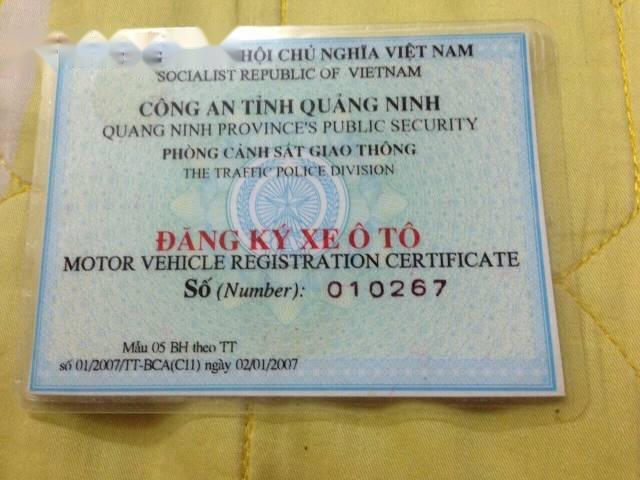 HỘI CHỦ NGHĨA VIỆT NAM
SOCIALIST REPUBLIC OF VIETNAM
CÔNG AN TỈNH QUẢNG NINH
QUANG NINH PROVINCE'S PUBLIC SECURITY
PHÒNG CẢNH SÁT GIAO THÔNG
THE TRAFFIC POLICE DIVISION
ĐĂNG KÝ XE Ô TÔ
MOTOR VEHICLE REGISTRATION CERTIFICATE
Số (Number): 010267
Mẫu 05 BH theo TT
số 01/2007/TT-BCA(C11) ngày 02/01/2007